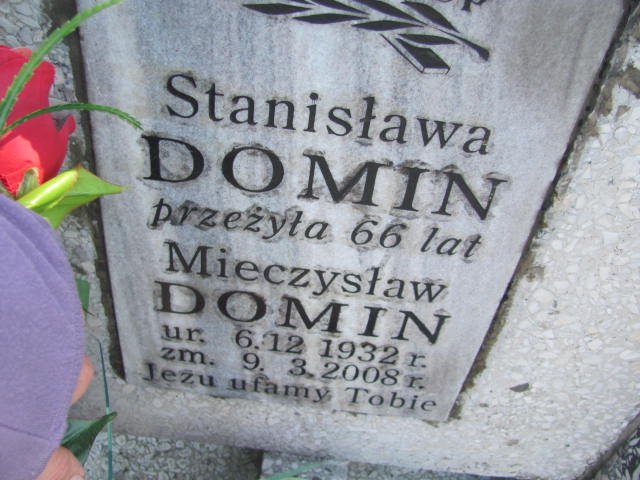 Stanisława
DOMIN
przeżyła 66 lat
Mieczysław
DOMIN
ur. 6.12 1932 r.
zm. 9. 3.2008 r.
Jezu ufamy Tobie